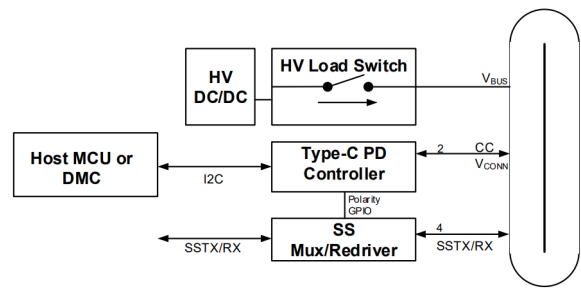 HV
DC/DC
HV Load Switch
VBUS
Host MCU or
DMC
I2C
Type-C PD
Controller
2
CC
VCONN
Polarity
GPIO
SSTX/RX
SS
Mux/Redriver
4
SSTX/RX